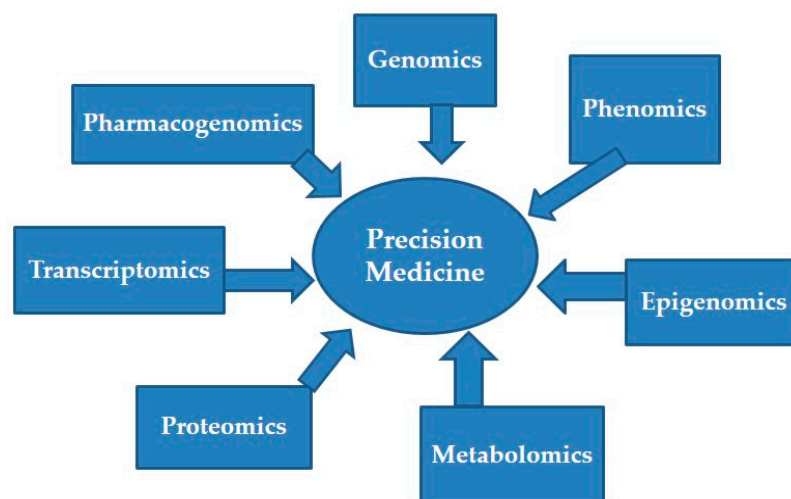 Genomics
Pharmacogenomics
Phenomics
Precision
Medicine
Transcriptomics
Epigenomics
Proteomics
Metabolomics